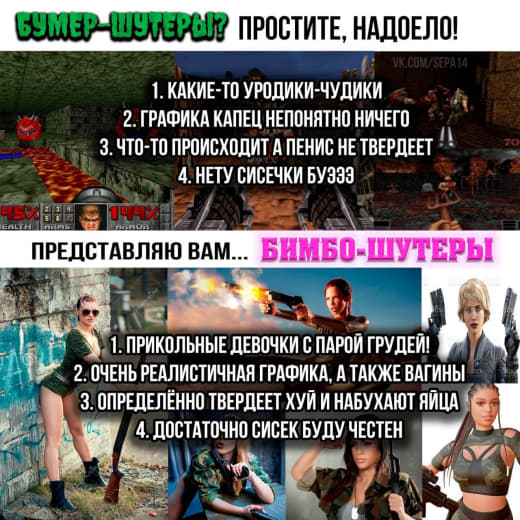 БУМЕР-ШУТЕРЫ? ПРОСТИТЕ, НАДОЕЛО!
VK.COM/SEPA14
1. КАКИЕ-ТО УРОДИКИ-ЧУДИКИ
2. ГРАФИКА КАПЕЦ НЕПОНЯТНО НИЧЕГО
3. ЧТО-ТО ПРОИСХОДИТ А ПЕНИС НЕ ТВЕРДЕЕТ
4. НЕТУ СИСЕЧКИ БУЭЭЭ
ПРЕДСТАВЛЯЮ ВАМ... БИМБО-ШУТЕРЫ
1. ПРИКОЛЬНЫЕ ДЕВОЧКИ С ПАРОЙ ГРУДЕЙ!
2. ОЧЕНЬ РЕАЛИСТИЧНАЯ ГРАФИКА, А ТАКЖЕ ВАГИНЫ
3. ОПРЕДЕЛЁННО ТВЕРДЕЕТ ХУЙ И НАБУХАЮТ ЯЙЦА
4. ДОСТАТОЧНО СИСЕК БУДУ ЧЕСТЕН